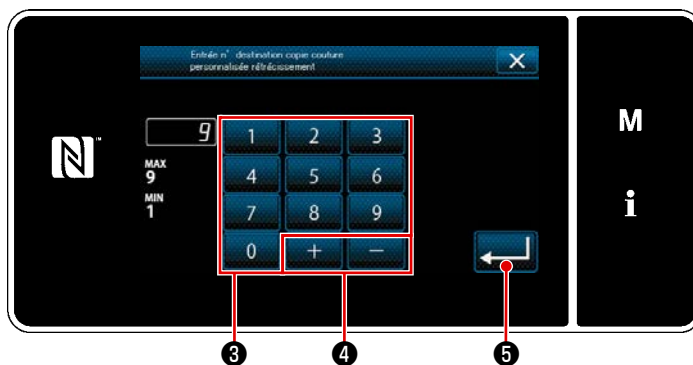 Entrée n° destination copie couture
personnalisée rétrécissement
9
MAX
9
MIN
1
1 2 3
4 5 6
7 8 9
0 + −
N™
M
i
❸ ❹ ❺